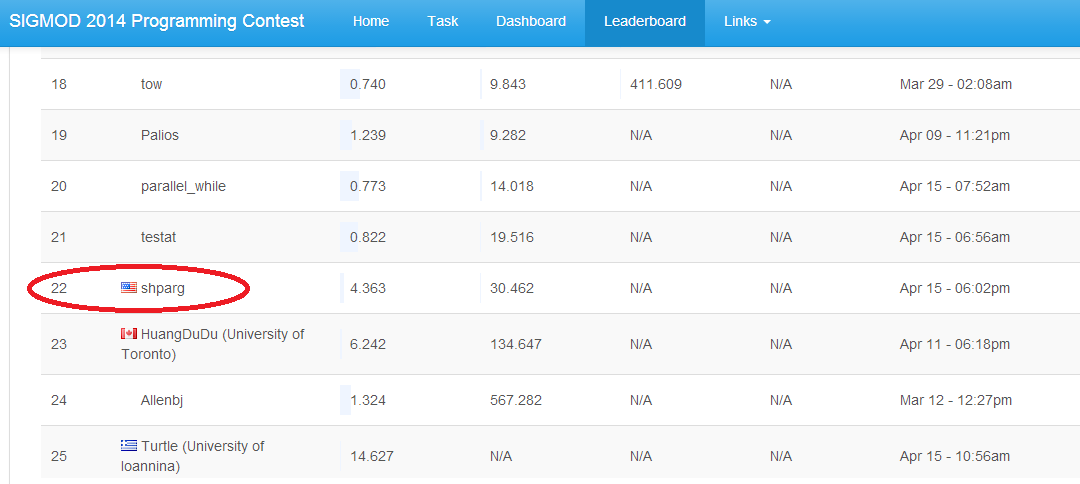 SIGMOD 2014 Programming Contest Home Task Dashboard Leaderboard Links
18 tow 0.740 9.843 411.609 N/A Mar 29 - 02:08am
19 Palios 1.239 9.282 N/A N/A Apr 09 - 11:21pm
20 parallel_while 0.773 14.018 N/A N/A Apr 15 - 07:52am
21 testat 0.822 19.516 N/A N/A Apr 15 - 06:56am
22 shparg 4.363 30.462 N/A N/A Apr 15 - 06:02pm
23 HuangDuDu (University of Toronto) 6.242 134.647 N/A N/A Apr 11 - 06:18pm
24 Allenbj 1.324 567.282 N/A N/A Mar 12 - 12:27pm
25 Turtle (University of Ioannina) 14.627 N/A N/A N/A Apr 15 - 10:56am